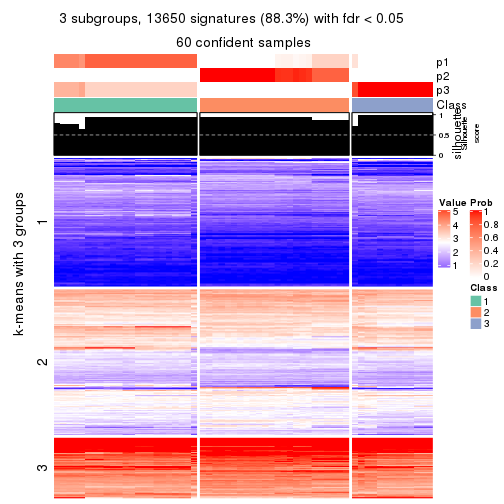 3 subgroups, 13650 signatures (88.3%) with fdr < 0.05
60 confident samples
p1
p2
p3
Class
1
0.5
0
silhouette
Silhouette
score
k-means with 3 groups
1
2
3
Value
5
4
3
2
1
Prob
1
0.8
0.6
0.4
0.2
0
Class
1
2
3